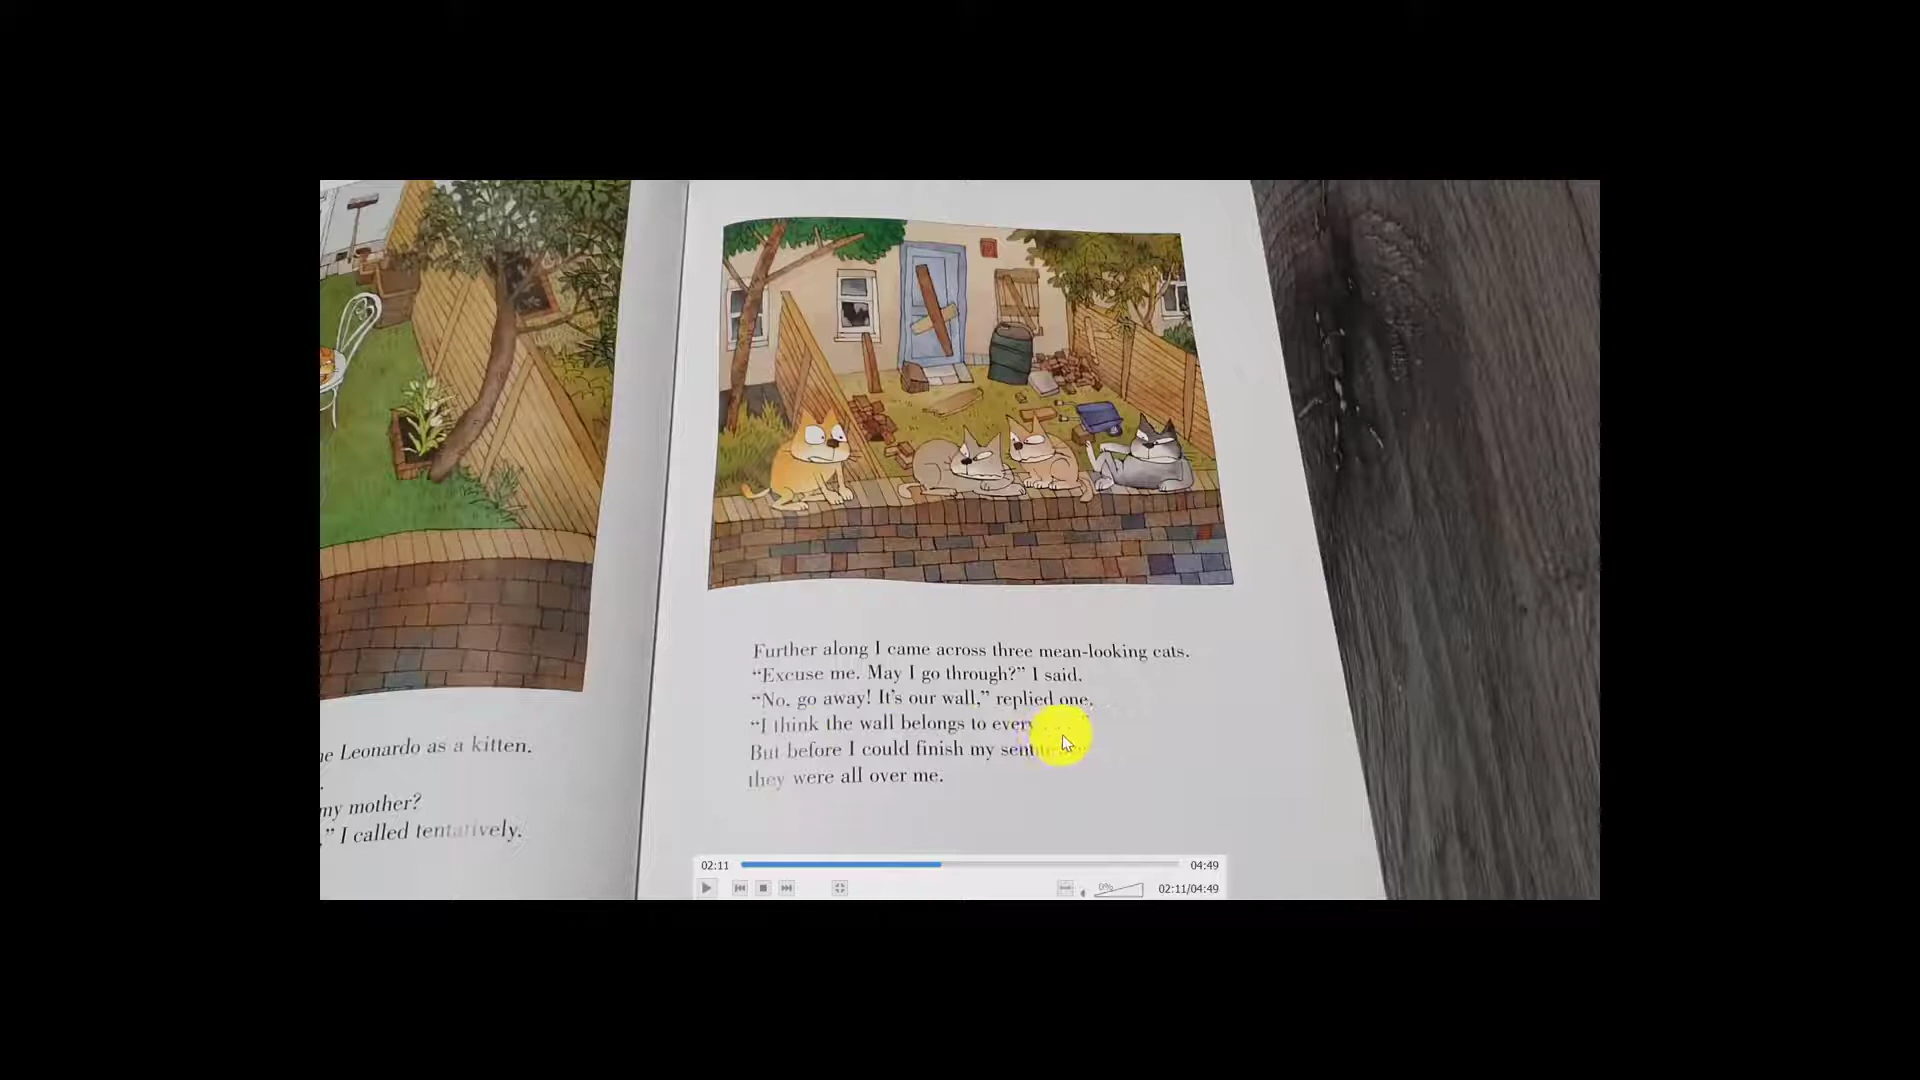 ne Leonardo as a kitten.
my mother?
," I called tentatively.
Further along I came across three mean-looking cats.
“Excuse me. May I go through?” I said.
“No, go away! It’s our wall,” replied one.
“I think the wall belongs to every
But before I could finish my
they were all over me.
02:11
04:49
0%
02:11/04:49